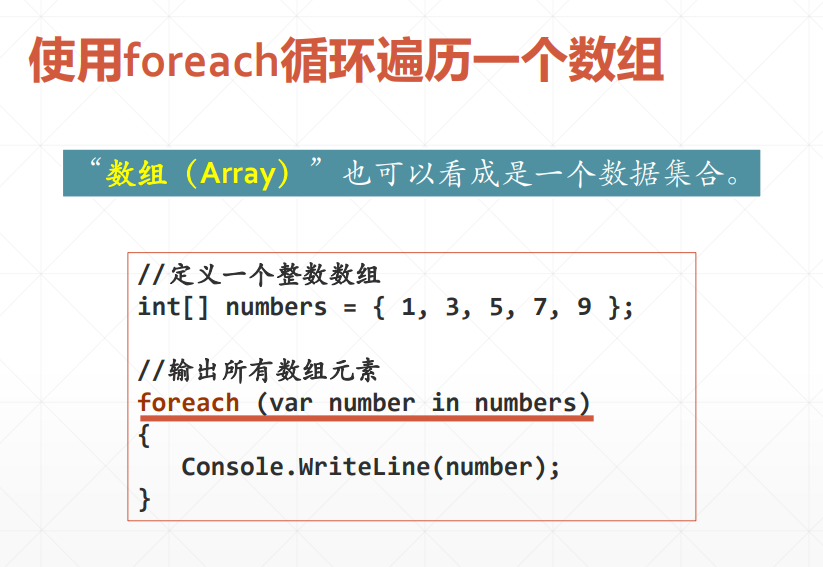 使用foreach循环遍历一个数组
“数组（Array）”也可以看成是一个数据集合。
//定义一个整数数组
int[] numbers = { 1, 3, 5, 7, 9 };
//输出所有数组元素
foreach (var number in numbers)
{
Console.WriteLine(number);
}